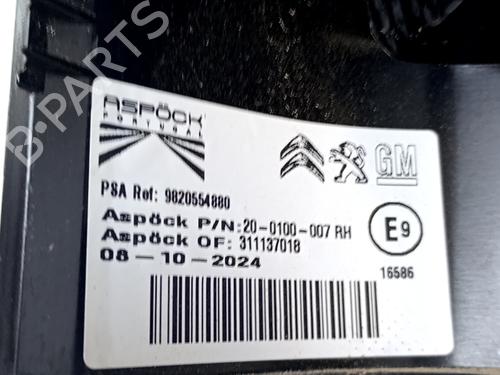 B-PARTS
ASPÖCK
PORTUGAL
GM
PSA Ref: 9820554880
Aspöck P/N:20-0100-007 RH
Aspöck OF: 311137018
08-10-2024
E9
16586